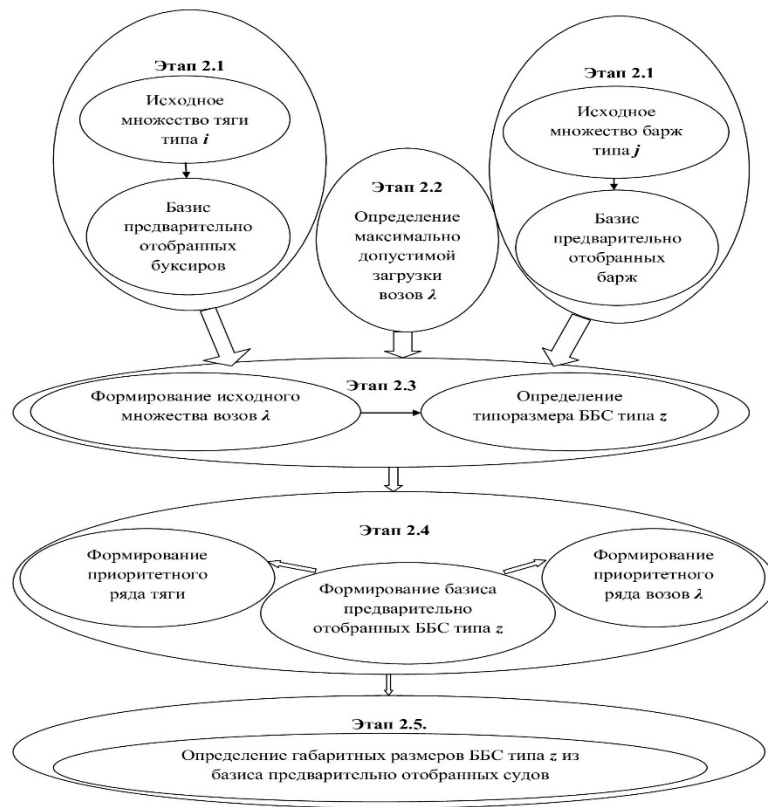 Этап 2.1
Исходное
множество тяги
типа i
Базис
предварительно
отобранных
буксиров
Этап 2.2
Определение
максимально
допустимой
загрузки
возов λ
Этап 2.1
Исходное
множество барж
типа j
Базис
предварительно
отобранных
барж
Этап 2.3
Формирование исходного
множества возов λ
Определение
типоразмера ББС типа z
Этап 2.4
Формирование
приоритетного
ряда тяги
Формирование базиса
предварительно
отобранных ББС типа z
Формирование
приоритетного
ряда возов λ
Этап 2.5.
Определение габаритных размеров ББС типа z из
базиса предварительно отобранных судов